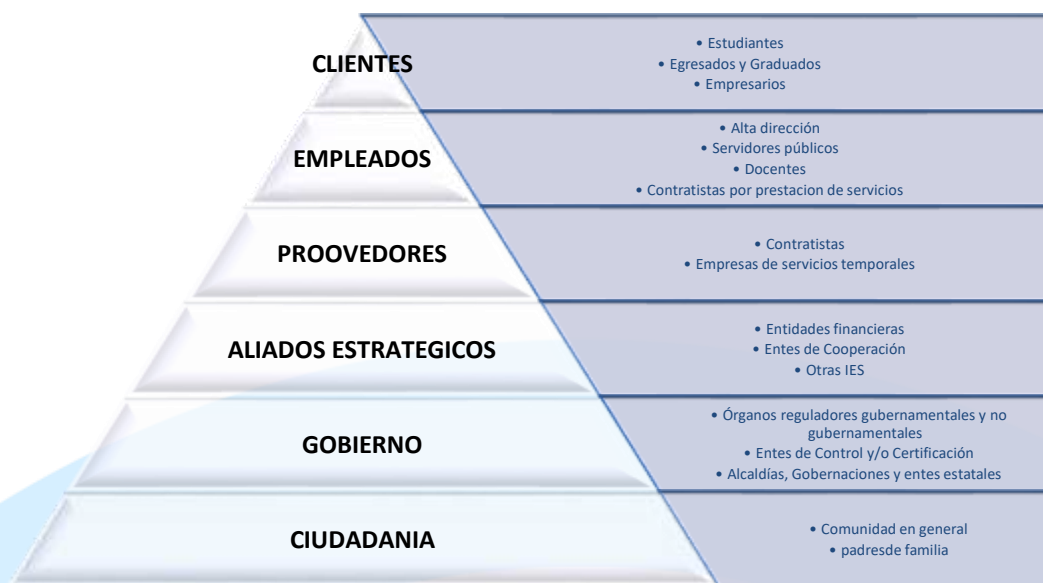 CLIENTES
• Estudiantes
• Egresados y Graduados
• Empresarios
EMPLEADOS
• Alta dirección
• Servidores públicos
• Docentes
• Contratistas por prestacion de servicios
PROOVEDORES
• Contratistas
• Empresas de servicios temporales
ALIADOS ESTRATEGICOS
• Entidades financieras
• Entes de Cooperación
• Otras IES
GOBIERNO
• Órganos reguladores gubernamentales y no
gubernamentales
• Entes de Control y/o Certificación
• Alcaldías, Gobernaciones y entes estatales
CIUDADANIA
• Comunidad en general
• padresde familia